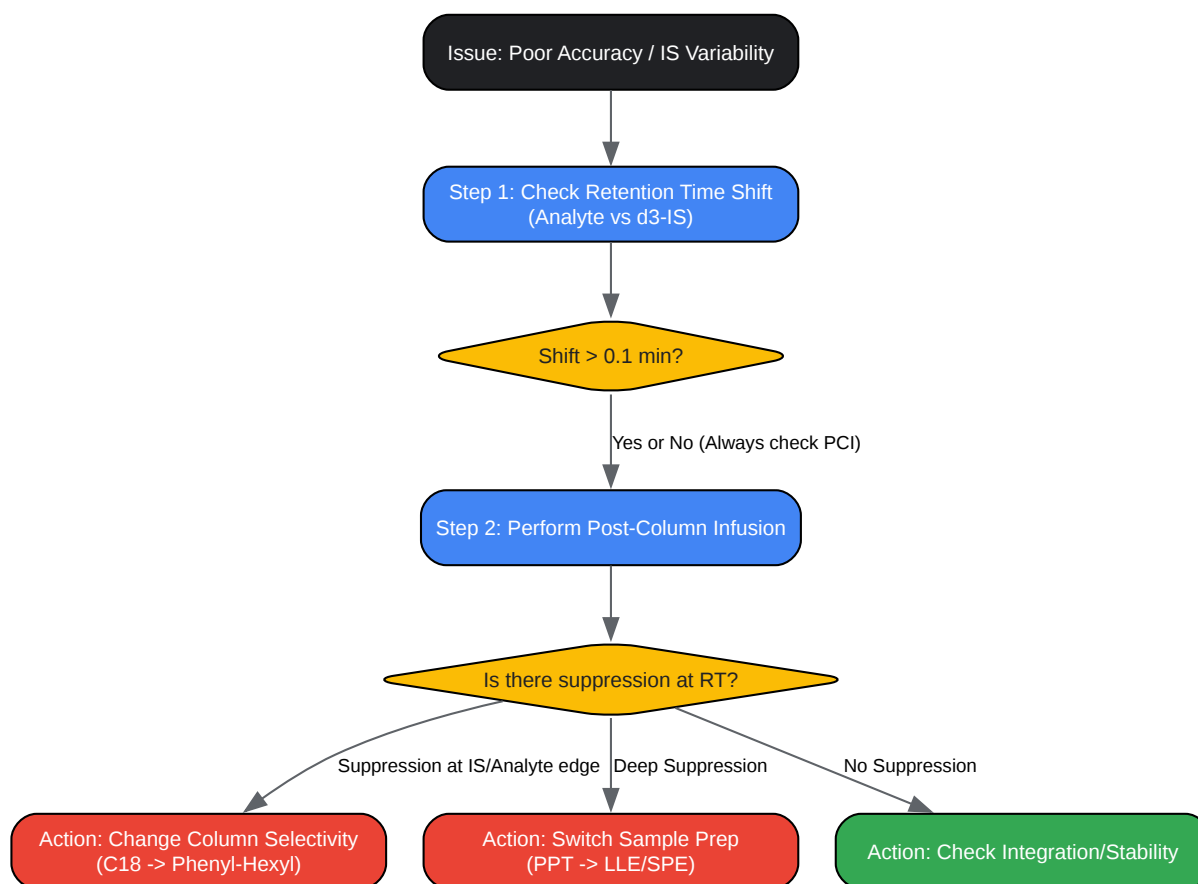 Issue: Poor Accuracy / IS Variability
Step 1: Check Retention Time Shift
(Analyte vs d3-IS)
Shift > 0.1 min?
Yes or No (Always check PCI)
Step 2: Perform Post-Column Infusion
Is there suppression at RT?
Suppression at IS/Analyte edge
Deep Suppression
No Suppression
Action: Change Column Selectivity
(C18 -> Phenyl-Hexyl)
Action: Switch Sample Prep
(PPT -> LLE/SPE)
Action: Check Integration/Stability